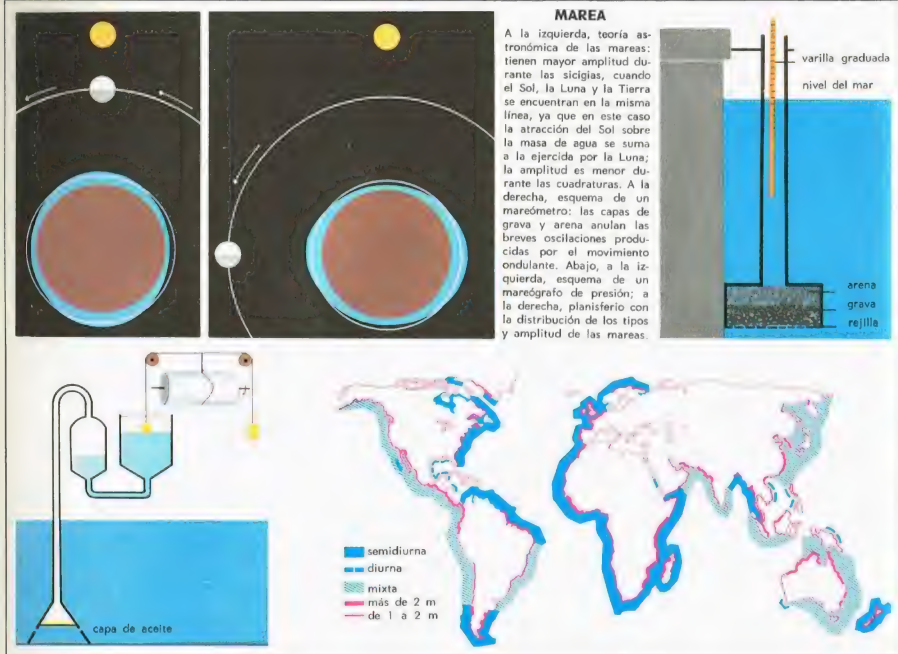 MAREA
A la izquierda, teoría as-
tronómica de las mareas:
tienen mayor amplitud du-
rante las sicigias, cuando
el Sol, la Luna y la Tierra
se encuentran en la misma
línea, ya que en este caso
la atracción del Sol sobre
la masa de agua se suma
a la ejercida por la Luna;
la amplitud es menor du-
rante las cuadraturas. A la
derecha, esquema de un
mareómetro: las capas de
grava y arena anulan las
breves oscilaciones produ-
cidas por el movimiento
ondulante. Abajo, a la iz-
quierda, esquema de un
mareógrafo de presión; a
la derecha, planisferio con
la distribución de los tipos
y amplitud de las mareas.
varilla graduada
nivel del mar
arena
grava
rejilla
capa de aceite
semidiurna
diurna
mixta
más de 2 m
de 1 a 2 m